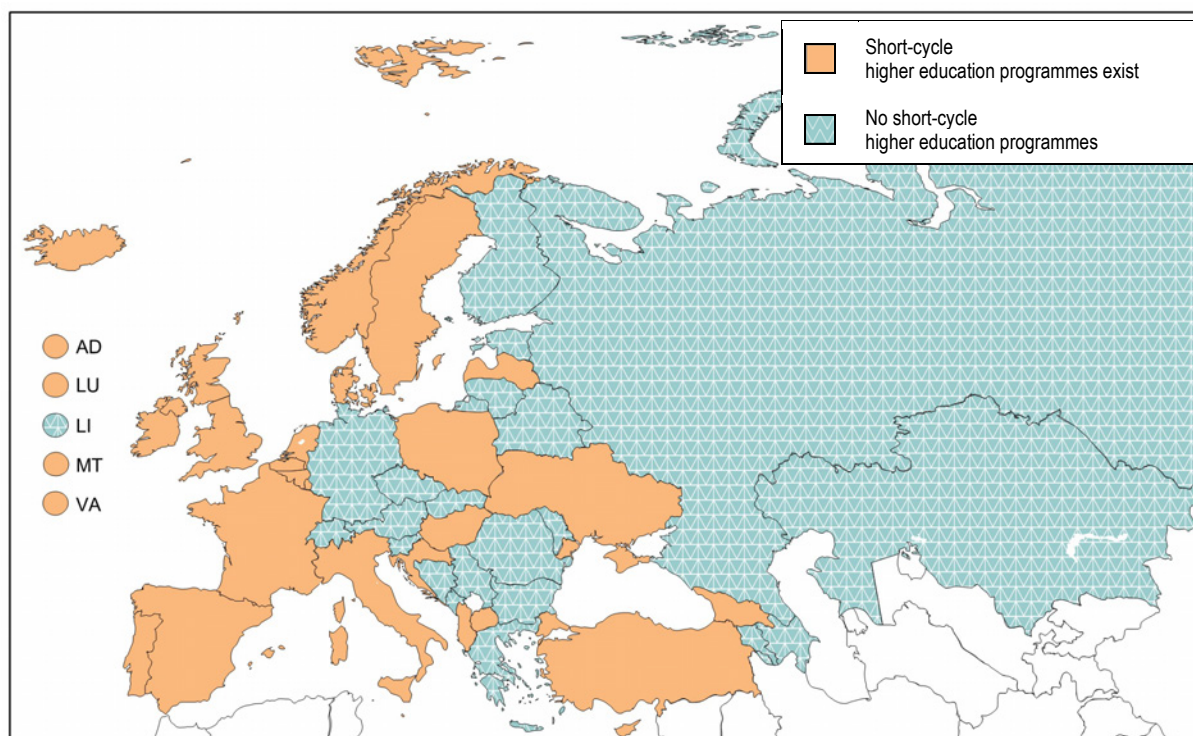 Short-cycle
higher education programmes exist
No short-cycle
higher education programmes
AD
LU
LI
MT
VA